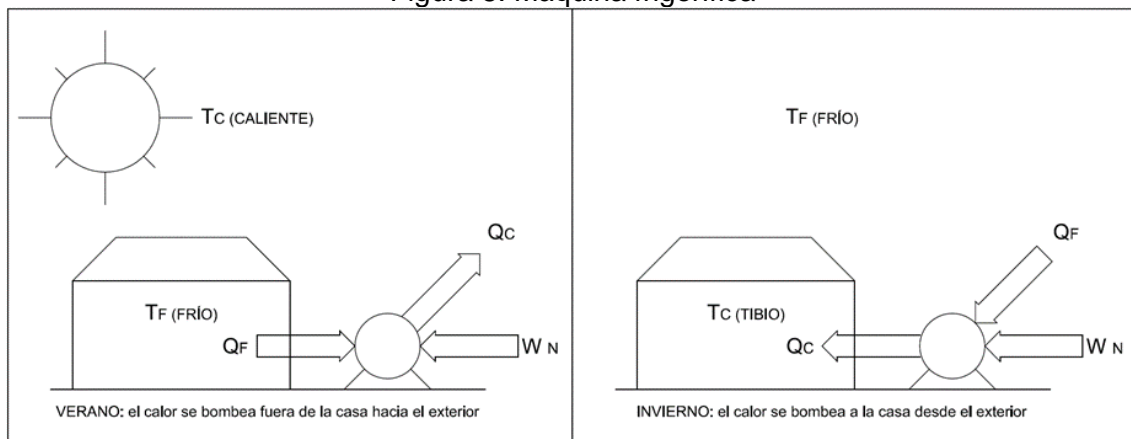 Figura 3. Máquina frigorífica
TC (CALIENTE)
QC
TF (FRÍO)
QF
WN
VERANO: el calor se bombea fuera de la casa hacia el exterior
TF (FRÍO)
QF
TC (TIBIO)
QC
WN
INVIERNO: el calor se bombea a la casa desde el exterior